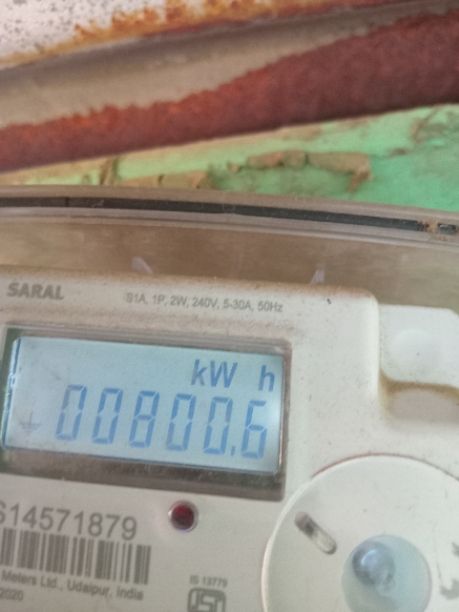 SARAL
S1A, 1P, 2W, 240V, 5-30A, 50Hz
kW h
00800.6
S14571879
Meters Ltd., Udaipur, India
2020
IS 13779
ISI